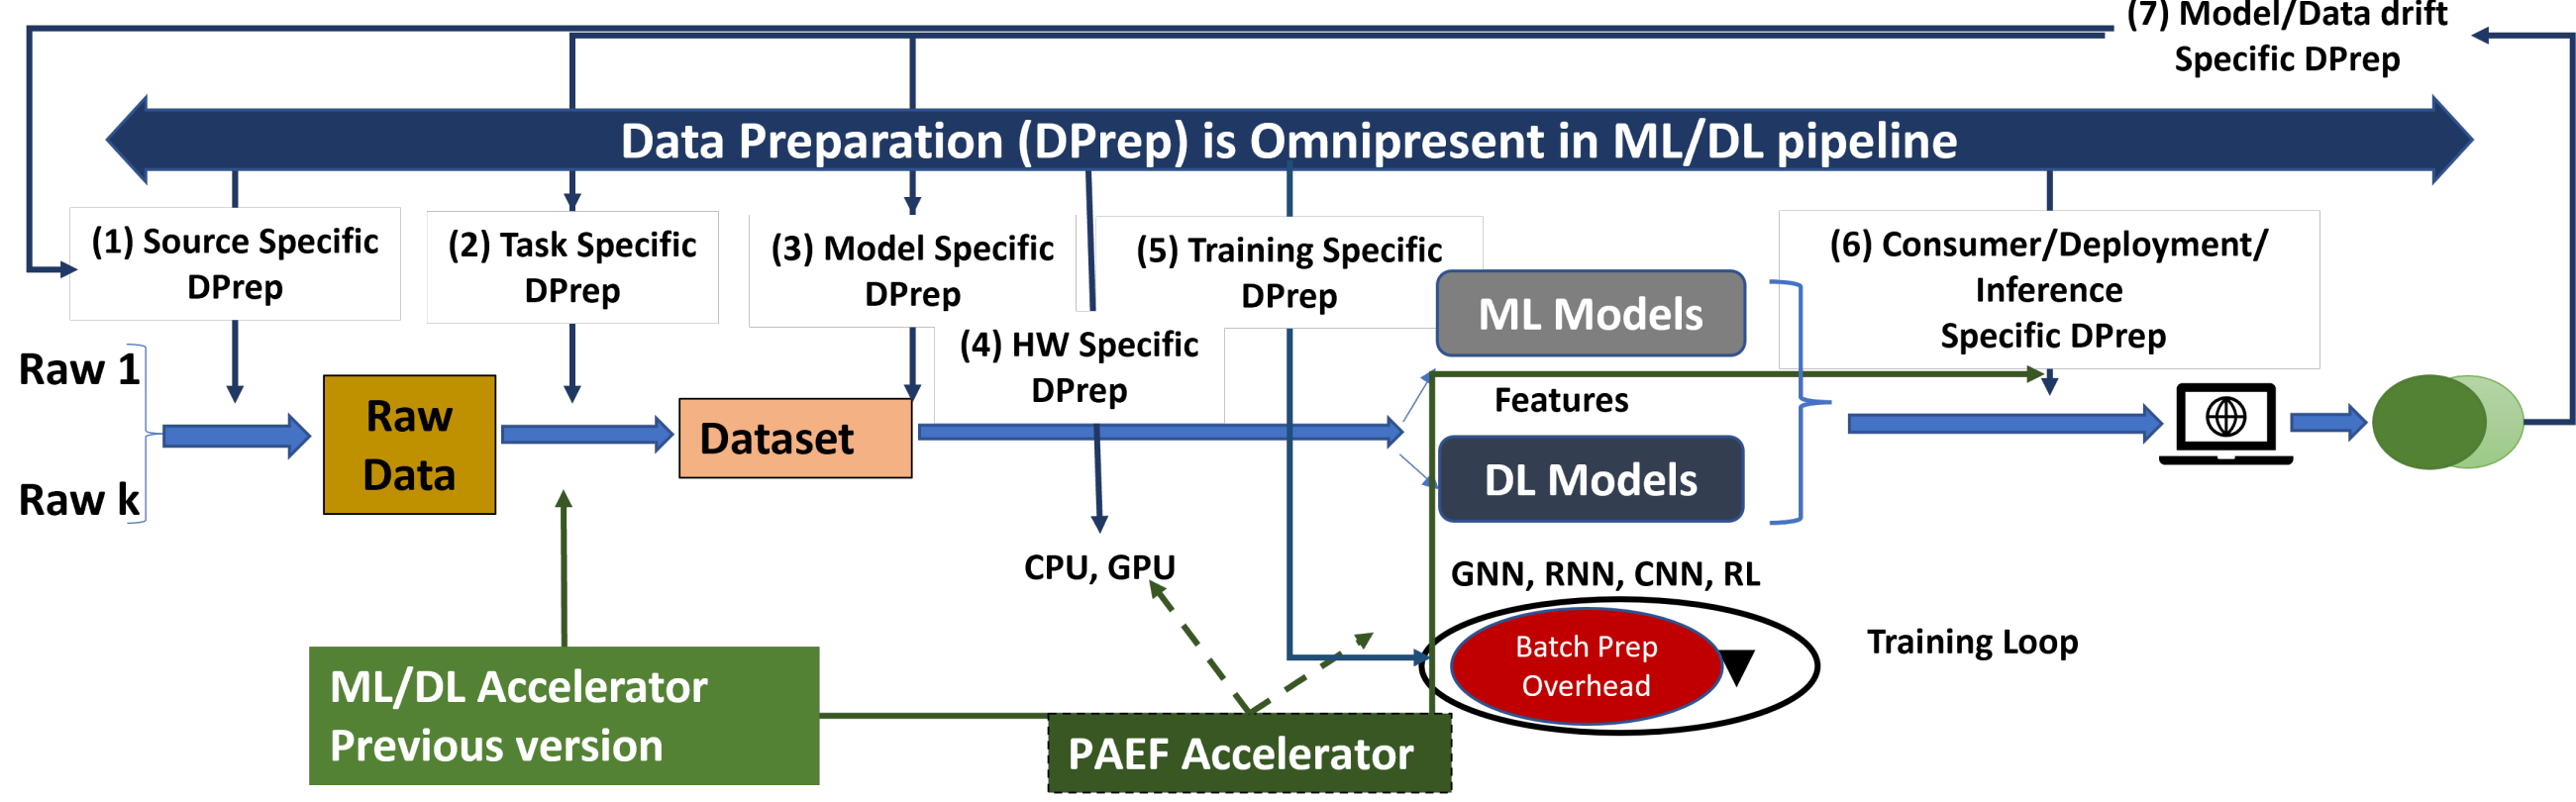 (7) Model/Data drift
Specific DPrep
Data Preparation (DPrep) is Omnipresent in ML/DL pipeline
(1) Source Specific
DPrep
(2) Task Specific
DPrep
(3) Model Specific
DPrep
(4) HW Specific
DPrep
(5) Training Specific
DPrep
(6) Consumer/Deployment/
Inference
Specific DPrep
Raw 1
Raw k
Raw
Data
Dataset
ML Models
Features
DL Models
CPU, GPU
GNN, RNN, CNN, RL
Batch Prep
Overhead
Training Loop
ML/DL Accelerator
Previous version
PAEF Accelerator